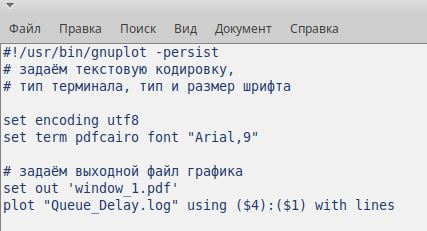 Файл Правка Поиск Вид Документ Справка
#!/usr/bin/gnuplot -persist
# задаём текстовую кодировку,
# тип терминала, тип и размер шрифта
set encoding utf8
set term pdfcairo font "Arial,9"
# задаём выходной файл графика
set out 'window_1.pdf'
plot "Queue_Delay.log" using ($4):($1) with lines